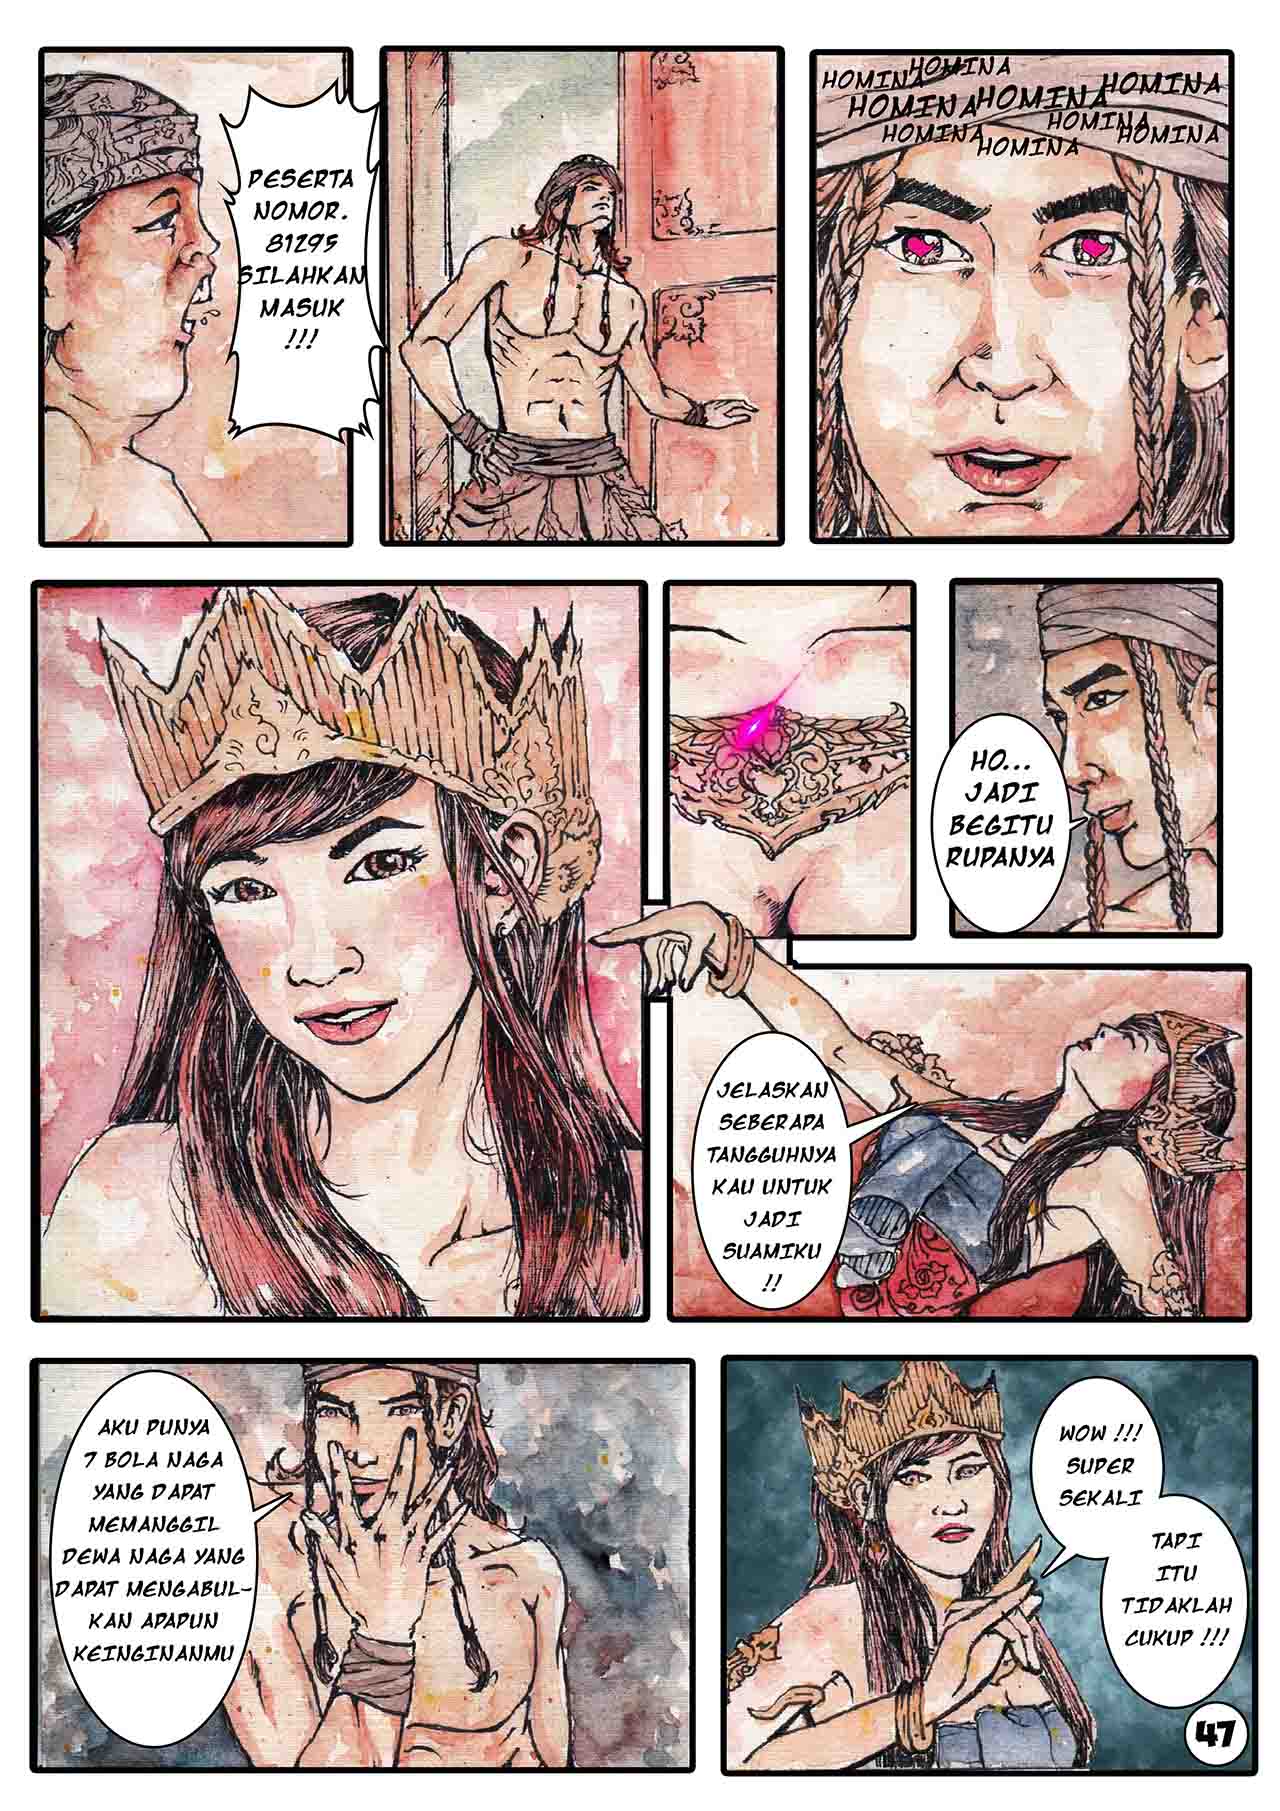 PESERTA
NOMOR.
81295
SILAHKAN
MASUK
!!!
HOMINA
HOMINA
HOMINA
HOMINA
HOMINA
HOMINA
HOMINA
HOMINA
HOMINA
HO...
JADI
BEGITU
RUPANYA
JELASKAN
SEBERAPA
TANGGUHNYA
KAU UNTUK
JADI
SUAMIKU
!!
AKU PUNYA
7 BOLA NAGA
YANG DAPAT
MEMANGGIL
DEWA NAGA YANG
DAPAT MENGABUL-
KAN APAPUN
KEINGINANMU
WOW !!!
SUPER
SEKALI
TAPI
ITU
TIDAKLAH
CUKUP !!!
47